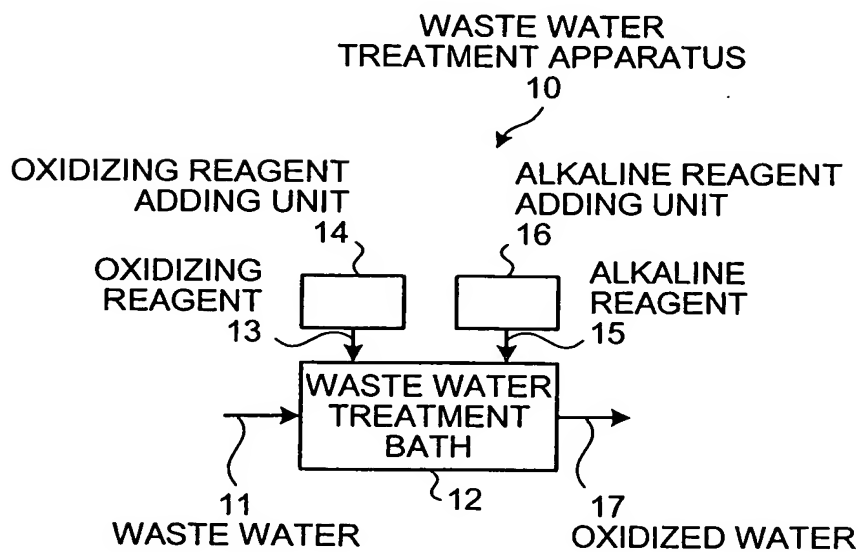 WASTE WATER
TREATMENT APPARATUS
10
OXIDIZING REAGENT
ADDING UNIT
14
ALKALINE REAGENT
ADDING UNIT
16
OXIDIZING
REAGENT
13
ALKALINE
REAGENT
15
WASTE WATER
TREATMENT
BATH
11
WASTE WATER
12
17
OXIDIZED WATER